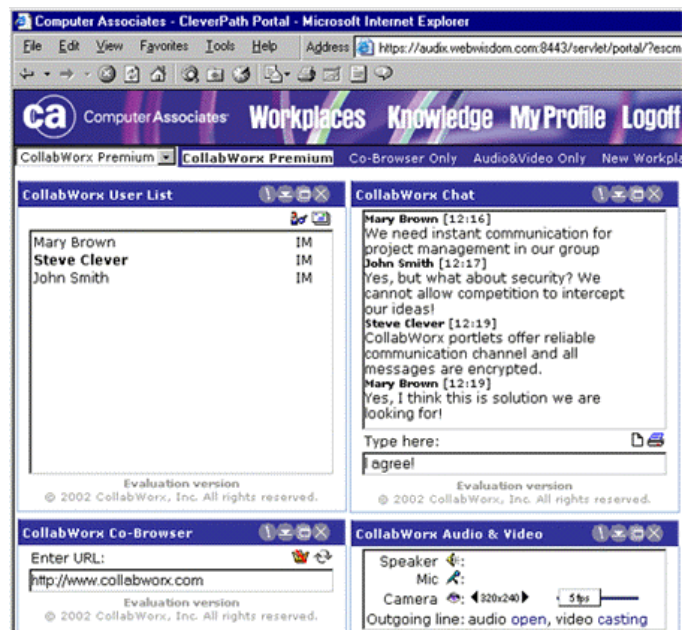 Computer Associates - CleverPath Portal - Microsoft Internet Explorer
File Edit View Favorites Tools Help Address https://audix.webwisdom.com:8443/servlet/portal/?escm
ca Computer Associates Workplaces Knowledge My Profile Logoff
CollabWorx Premium CollabWorx Premium Co-Browser Only Audio&Video Only New Workpla
CollabWorx User List
Mary Brown IM
Steve Clever IM
John Smith IM
Evaluation version
© 2002 CollabWorx, Inc. All rights reserved.
CollabWorx Chat
Mary Brown [12:16]
We need instant communication for
project management in our group
John Smith [12:17]
Yes, but what about security? We
cannot allow competition to intercept
our ideas!
Steve Clever [12:19]
CollabWorx portlets offer reliable
communication channel and all
messages are encrypted.
Mary Brown [12:19]
Yes, I think this is solution we are
looking for!
Type here:
I agree!
Evaluation version
© 2002 CollabWorx, Inc. All rights reserved.
CollabWorx Co-Browser
Enter URL:
http://www.collabworx.com
Evaluation version
© 2002 CollabWorx, Inc. All rights reserved.
CollabWorx Audio & Video
Speaker :
Mic :
Camera : 320x240 5 fps
Outgoing line: audio open, video casting